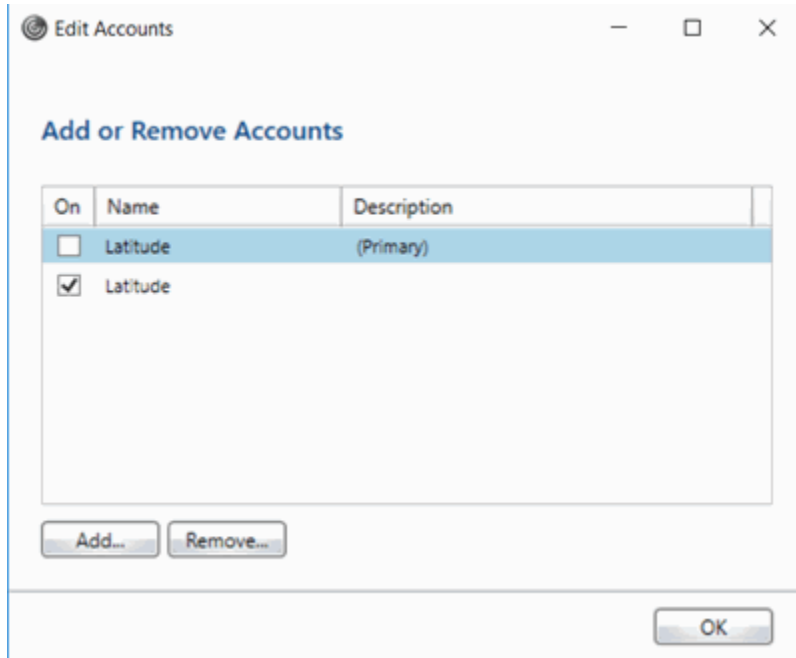 Edit Accounts
Add or Remove Accounts
On Name Description
Latitude (Primary)
Latitude
Add... Remove...
OK